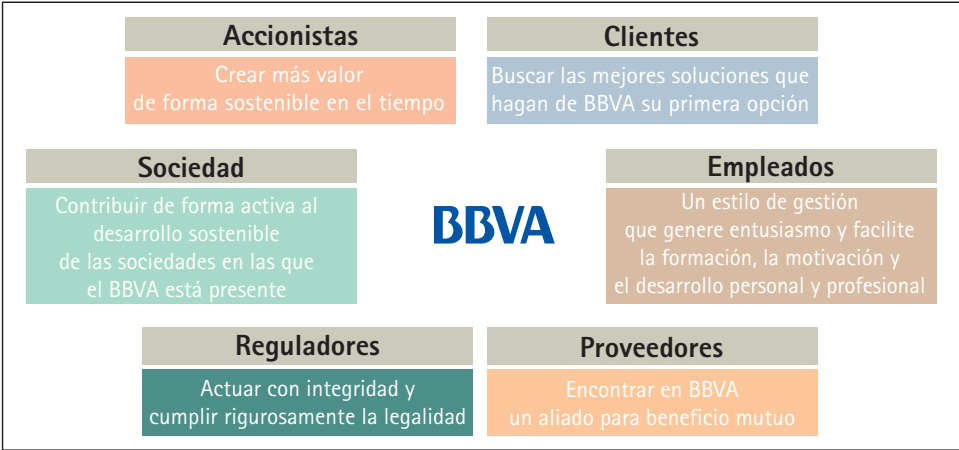 Accionistas
Crear más valor
de forma sostenible en el tiempo
Clientes
Buscar las mejores soluciones que
hagan de BBVA su primera opción
Sociedad
Contribuir de forma activa al
desarrollo sostenible
de las sociedades en las que
el BBVA está presente
BBVA
Empleados
Un estilo de gestión
que genere entusiasmo y facilite
la formación, la motivación y
el desarrollo personal y profesional
Reguladores
Actuar con integridad y
cumplir rigurosamente la legalidad
Proveedores
Encontrar en BBVA
un aliado para beneficio mutuo